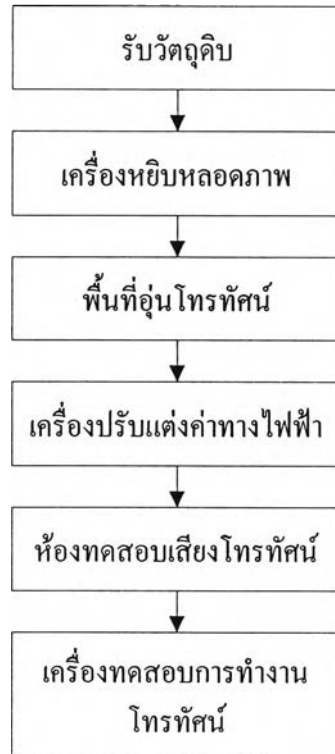 รับวัตถุดิบ
เครื่องหยิบหลอดภาพ
พื้นที่อุ่นโทรทัศน์
เครื่องปรับแต่งค่าทางไฟฟ้า
ห้องทดสอบเสียงโทรทัศน์
เครื่องทดสอบการทำงาน
โทรทัศน์